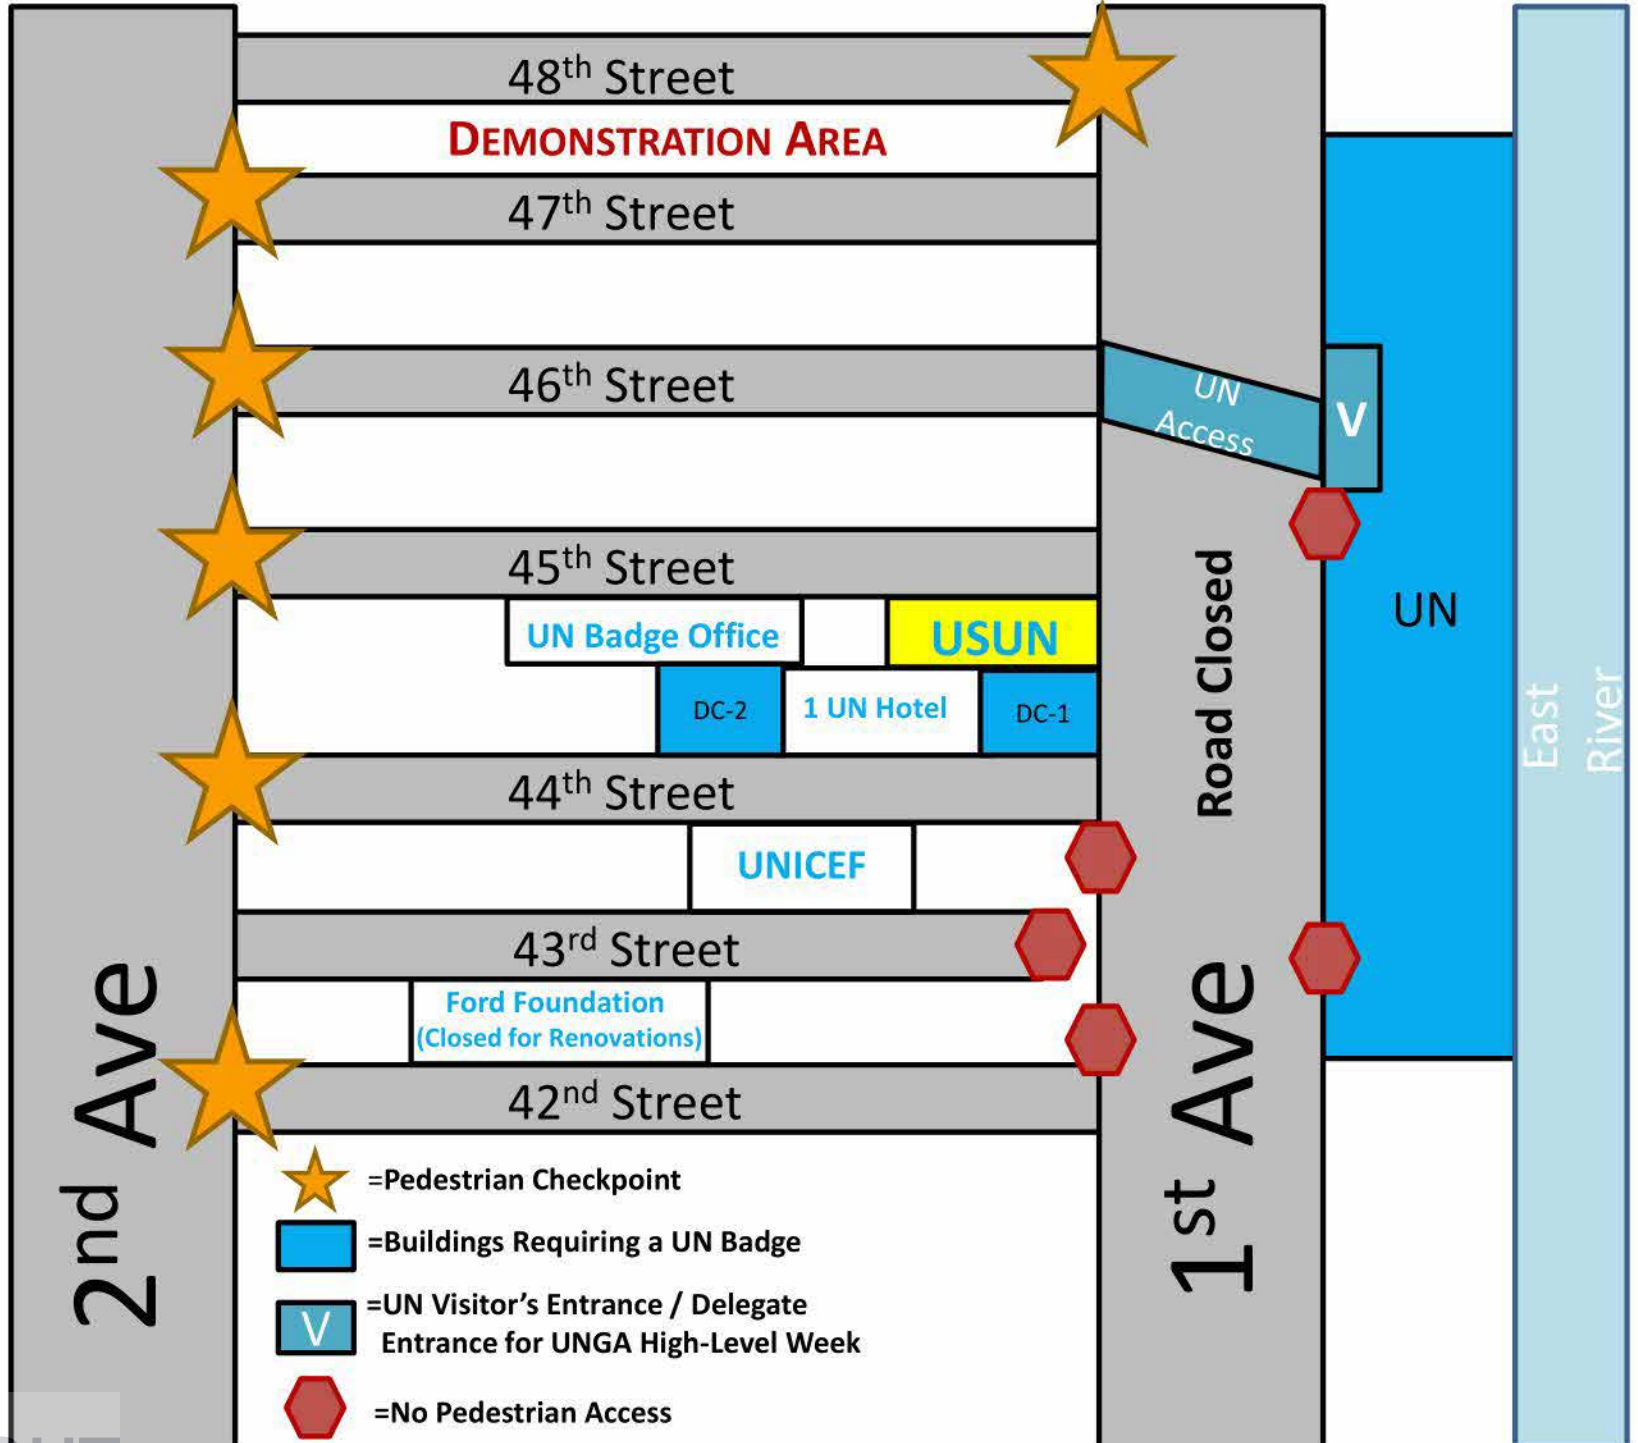 48th Street
DEMONSTRATION AREA
47th Street
46th Street
UN
Access
V
45th Street
UN Badge Office
USUN
DC-2
1 UN Hotel
DC-1
Road Closed
UN
East
River
44th Street
UNICEF
43rd Street
Ford Foundation
(Closed for Renovations)
42nd Street
2nd Ave
1st Ave
=Pedestrian Checkpoint
=Buildings Requiring a UN Badge
V
=UN Visitor’s Entrance / Delegate
Entrance for UNGA High-Level Week
=No Pedestrian Access